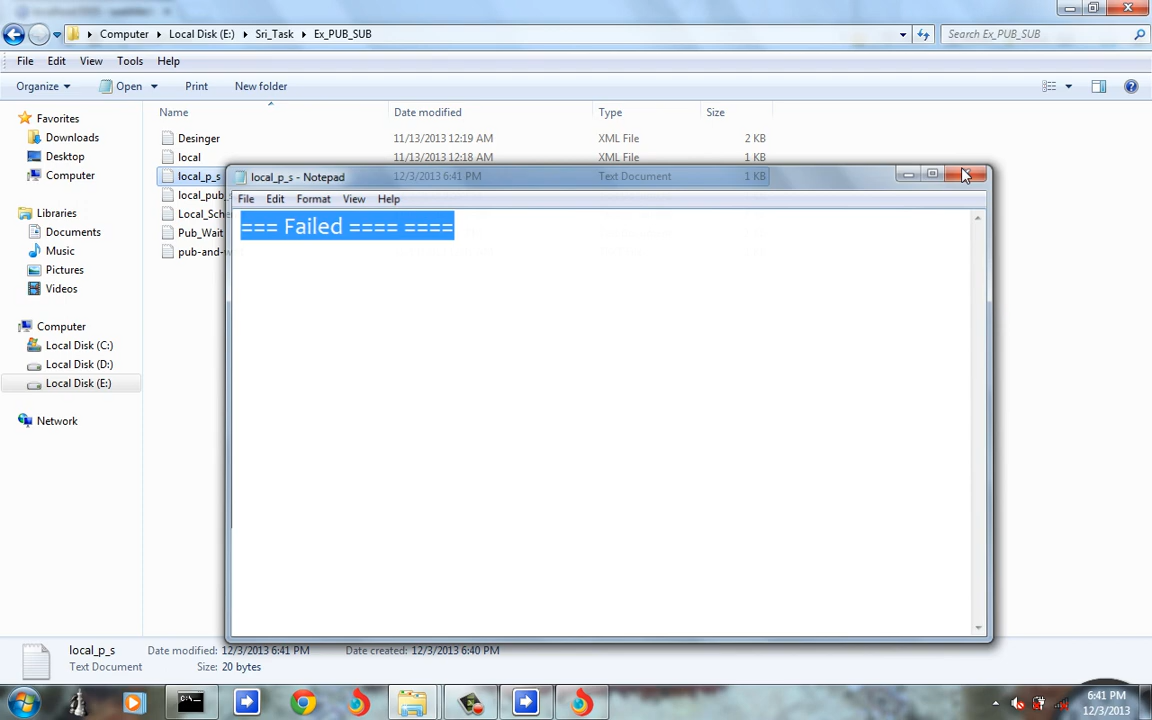 Computer Local Disk (E:) Sri_Task Ex_PUB_SUB Search Ex_PUB_SUB
File Edit View Tools Help
Organize Open Print New folder
Name Date modified Type Size
Favorites
Downloads
Desktop
Computer
Libraries
Documents
Music
Pictures
Videos
Computer
Local Disk (C:)
Local Disk (D:)
Local Disk (E:)
Network
Desinger 11/13/2013 12:19 AM XML File 2 KB
local 11/13/2013 12:18 AM XML File 1 KB
local_p_s 12/3/2013 6:41 PM Text Document 1 KB
local_pub_
Local_Sche
Pub_Wait
pub-and-
local_p_s - Notepad
File Edit Format View Help
=== Failed ==== ====
local_p_s Date modified: 12/3/2013 6:41 PM Date created: 12/3/2013 6:40 PM
Text Document Size: 20 bytes
6:41 PM
12/3/2013